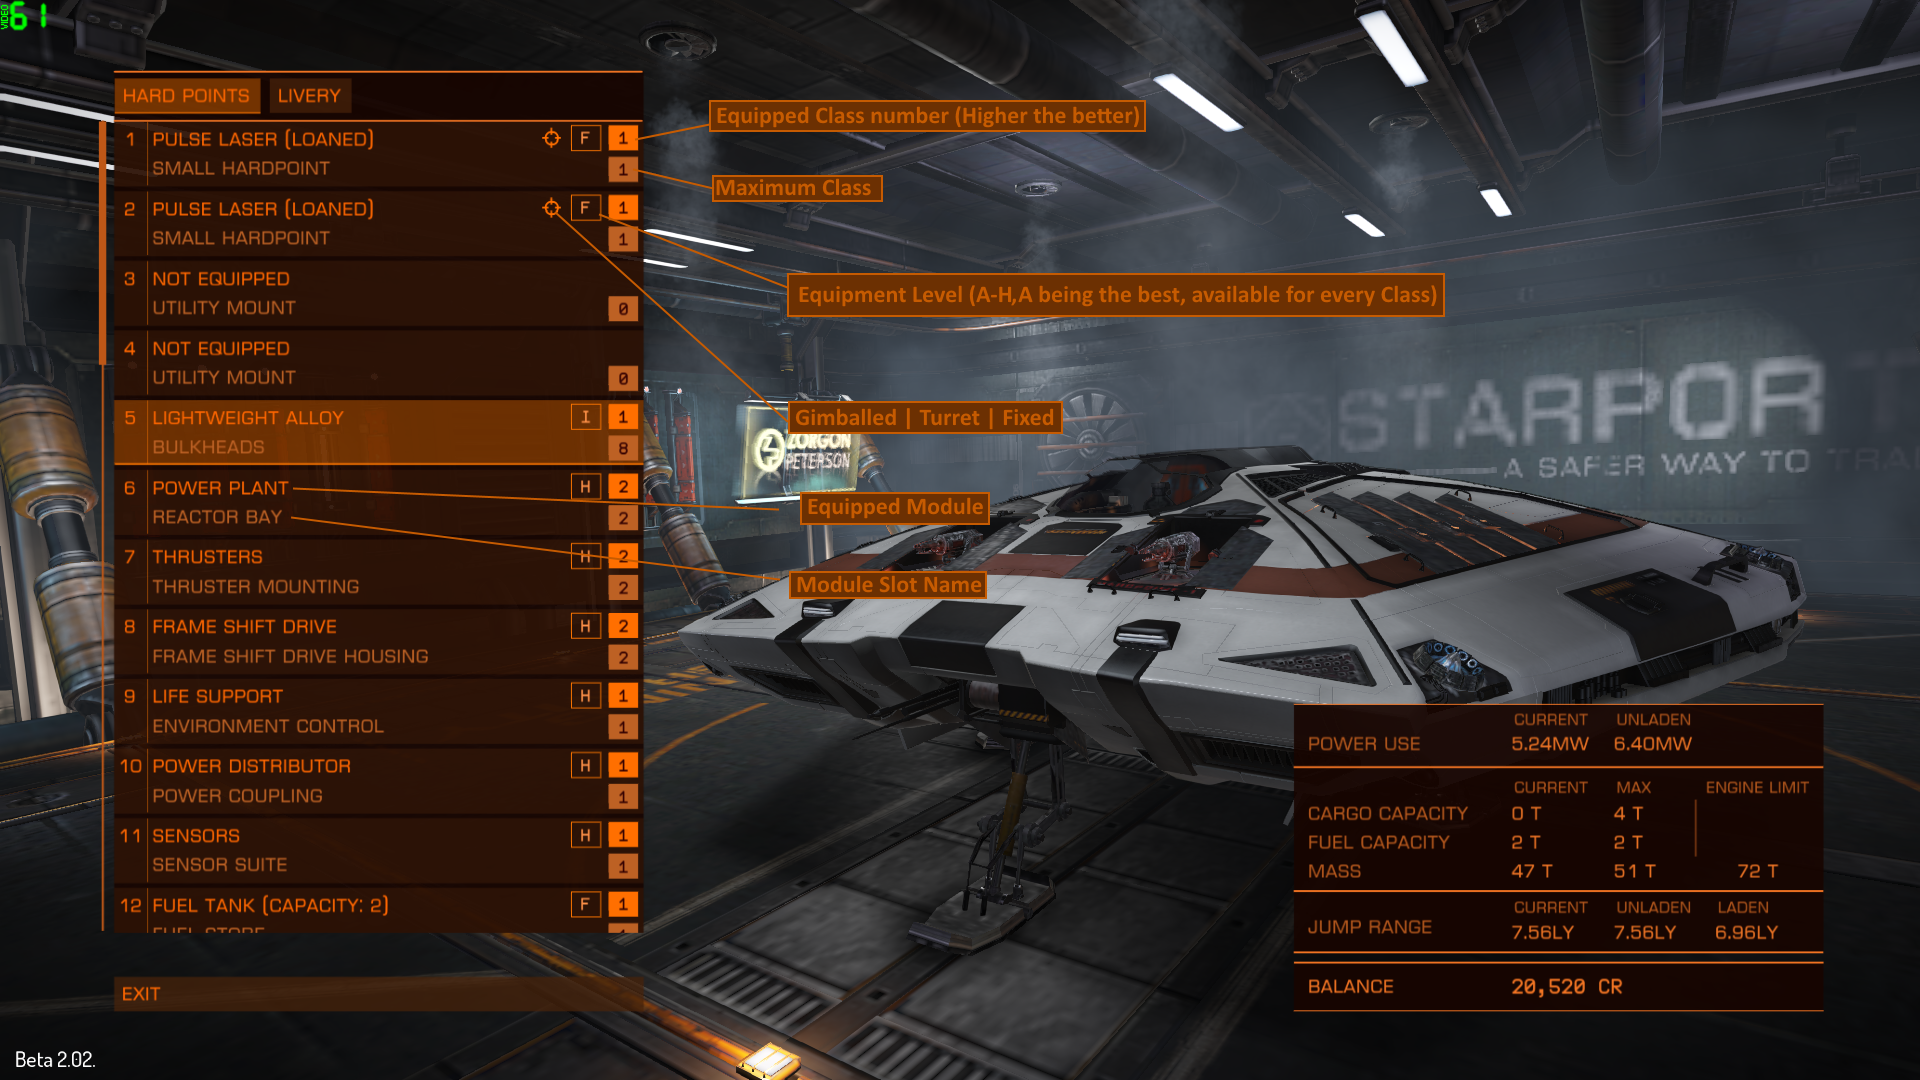 VIDEO
61
HARD POINTS
LIVERY
1 PULSE LASER (LOANED) F 1
SMALL HARDPOINT 1
2 PULSE LASER (LOANED) F 1
SMALL HARDPOINT 1
3 NOT EQUIPPED
UTILITY MOUNT 0
4 NOT EQUIPPED
UTILITY MOUNT 0
5 LIGHTWEIGHT ALLOY I 1
BULKHEADS 8
6 POWER PLANT H 2
REACTOR BAY 2
7 THRUSTERS H 2
THRUSTER MOUNTING 2
8 FRAME SHIFT DRIVE H 2
FRAME SHIFT DRIVE HOUSING 2
9 LIFE SUPPORT H 1
ENVIRONMENT CONTROL 1
10 POWER DISTRIBUTOR H 1
POWER COUPLING 1
11 SENSORS H 1
SENSOR SUITE 1
12 FUEL TANK (CAPACITY: 2) F 1
FUEL STORE 1
EXIT
Beta 2.02.
Equipped Class number (Higher the better)
Maximum Class
Equipment Level (A-H,A being the best, available for every Class)
Gimballed | Turret | Fixed
Equipped Module
Module Slot Name
ZORGON
PETERSON
STARPORT
A SAFER WAY TO TRA
CURRENT UNLADEN
POWER USE 5.24MW 6.40MW
CURRENT MAX ENGINE LIMIT
CARGO CAPACITY 0 T 4 T
FUEL CAPACITY 2 T 2 T
MASS 47 T 51 T 72 T
CURRENT UNLADEN LADEN
JUMP RANGE 7.56LY 7.56LY 6.96LY
BALANCE 20,520 CR